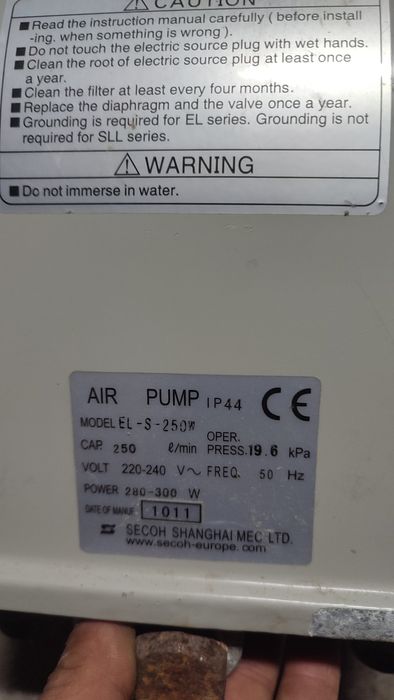 ⚠ CAUTION
■ Read the instruction manual carefully ( before install
-ing. when something is wrong ).
■ Do not touch the electric source plug with wet hands.
■ Clean the root of electric source plug at least once
a year.
■ Clean the filter at least every four months.
■ Replace the diaphragm and the valve once a year.
■ Grounding is required for EL series. Grounding is not
required for SLL series.
⚠ WARNING
■ Do not immerse in water.
AIR PUMP IP44 CE
MODEL EL-S-250W
CAP. 250 ℓ/min OPER. PRESS. 19.6 kPa
VOLT 220-240 V~ FREQ. 50 Hz
POWER 280-300 W
DATE OF MANUF. 1011
SECOH SHANGHAI MEC LTD.
www.secoh-europe.com